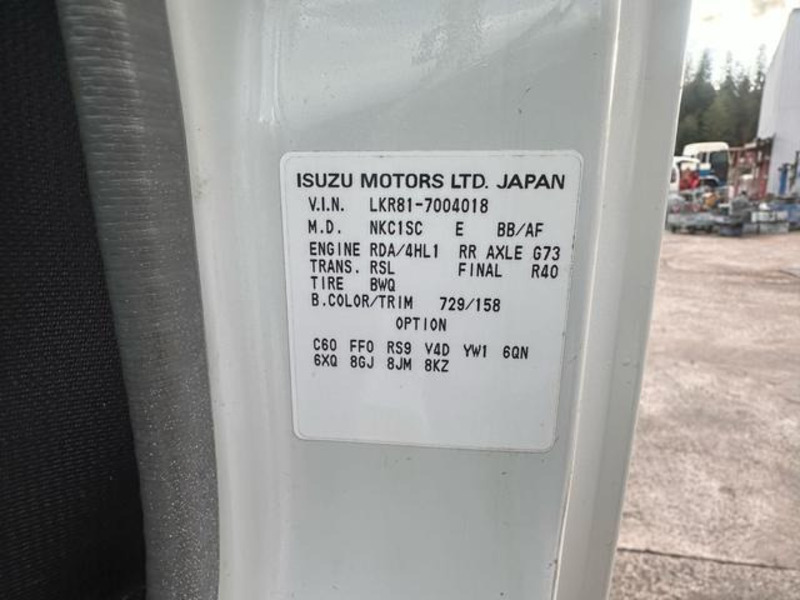 ISUZU MOTORS LTD. JAPAN
V.I.N. LKR81-7004018
M.D. NKC1SC E BB/AF
ENGINE RDA/4HL1 RR AXLE G73
TRANS. RSL FINAL R40
TIRE BWQ
B.COLOR/TRIM 729/158
OPTION
C60 FF0 RS9 V4D YW1 6QN
6XQ 8GJ 8JM 8KZ